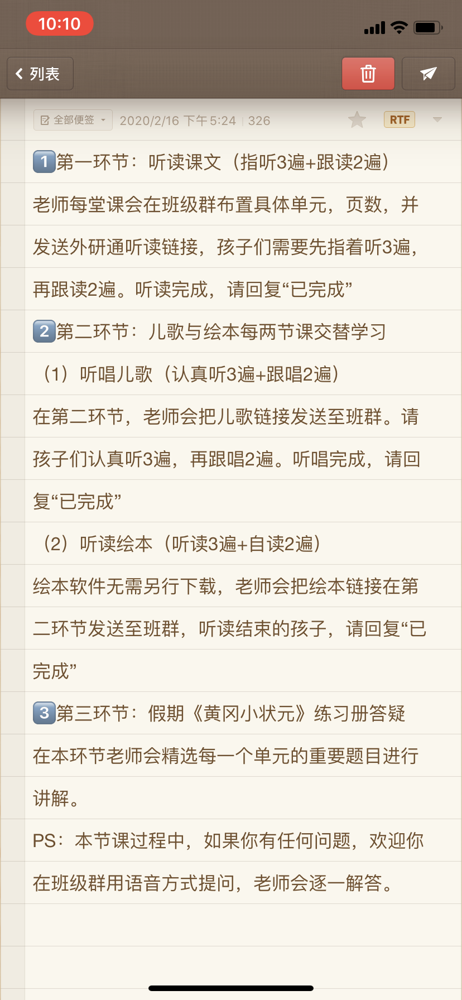 10:10
列表
全部便签 2020/2/16 下午5:24 326 RTF
1️⃣第一环节：听读课文（指听3遍+跟读2遍）
老师每堂课会在班级群布置具体单元，页数，并
发送外研通听读链接，孩子们需要先指着听3遍，
再跟读2遍。听读完成，请回复“已完成”
2️⃣第二环节：儿歌与绘本每两节课交替学习
（1）听唱儿歌（认真听3遍+跟唱2遍）
在第二环节，老师会把儿歌链接发送至班群。请
孩子们认真听3遍，再跟唱2遍。听唱完成，请回
复“已完成”
（2）听读绘本（听读3遍+自读2遍）
绘本软件无需另行下载，老师会把绘本链接在第
二环节发送至班群，听读结束的孩子，请回复“已
完成”
3️⃣第三环节：假期《黄冈小状元》练习册答疑
在本环节老师会精选每一个单元的重要题目进行
讲解。
PS：本节课过程中，如果你有任何问题，欢迎你
在班级群用语音方式提问，老师会逐一解答。